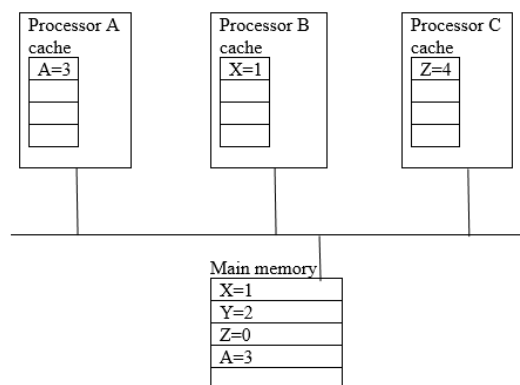 Processor A
cache
A=3
Processor B
cache
X=1
Processor C
cache
Z=4
Main memory
X=1
Y=2
Z=0
A=3